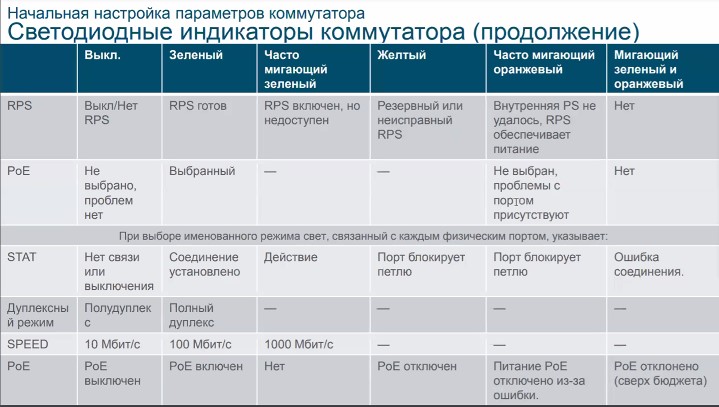 Начальная настройка параметров коммутатора
Светодиодные индикаторы коммутатора (продолжение)
Выкл.
Зеленый
Часто
мигающий
зеленый
Желтый
Часто мигающий
оранжевый
Мигающий
зеленый и
оранжевый
RPS
Выкл/Нет
RPS
RPS готов
RPS включен, но
недоступен
Резервный или
неисправный
RPS
Внутренняя PS не
удалось, RPS
обеспечивает
питание
Нет
PoE
Не
выбрано,
проблем
нет
Выбранный
—
—
Не выбран,
проблемы с
портом
присутствуют
Нет
При выборе именованного режима свет, связанный с каждым физическим портом, указывает:
STAT
Нет связи
или
выключения
Соединение
установлено
Действие
Порт блокирует
петлю
Порт блокирует
петлю
Ошибка
соединения.
Дуплексны
й режим
Полудуплек
с
Полный
дуплекс
—
—
—
—
SPEED
10 Мбит/с
100 Мбит/с
1000 Мбит/с
—
—
—
PoE
PoE
выключен
PoE включен
Нет
PoE отключен
Питание PoE
отключено из-за
ошибки.
PoE отклонено
(сверх бюджета)